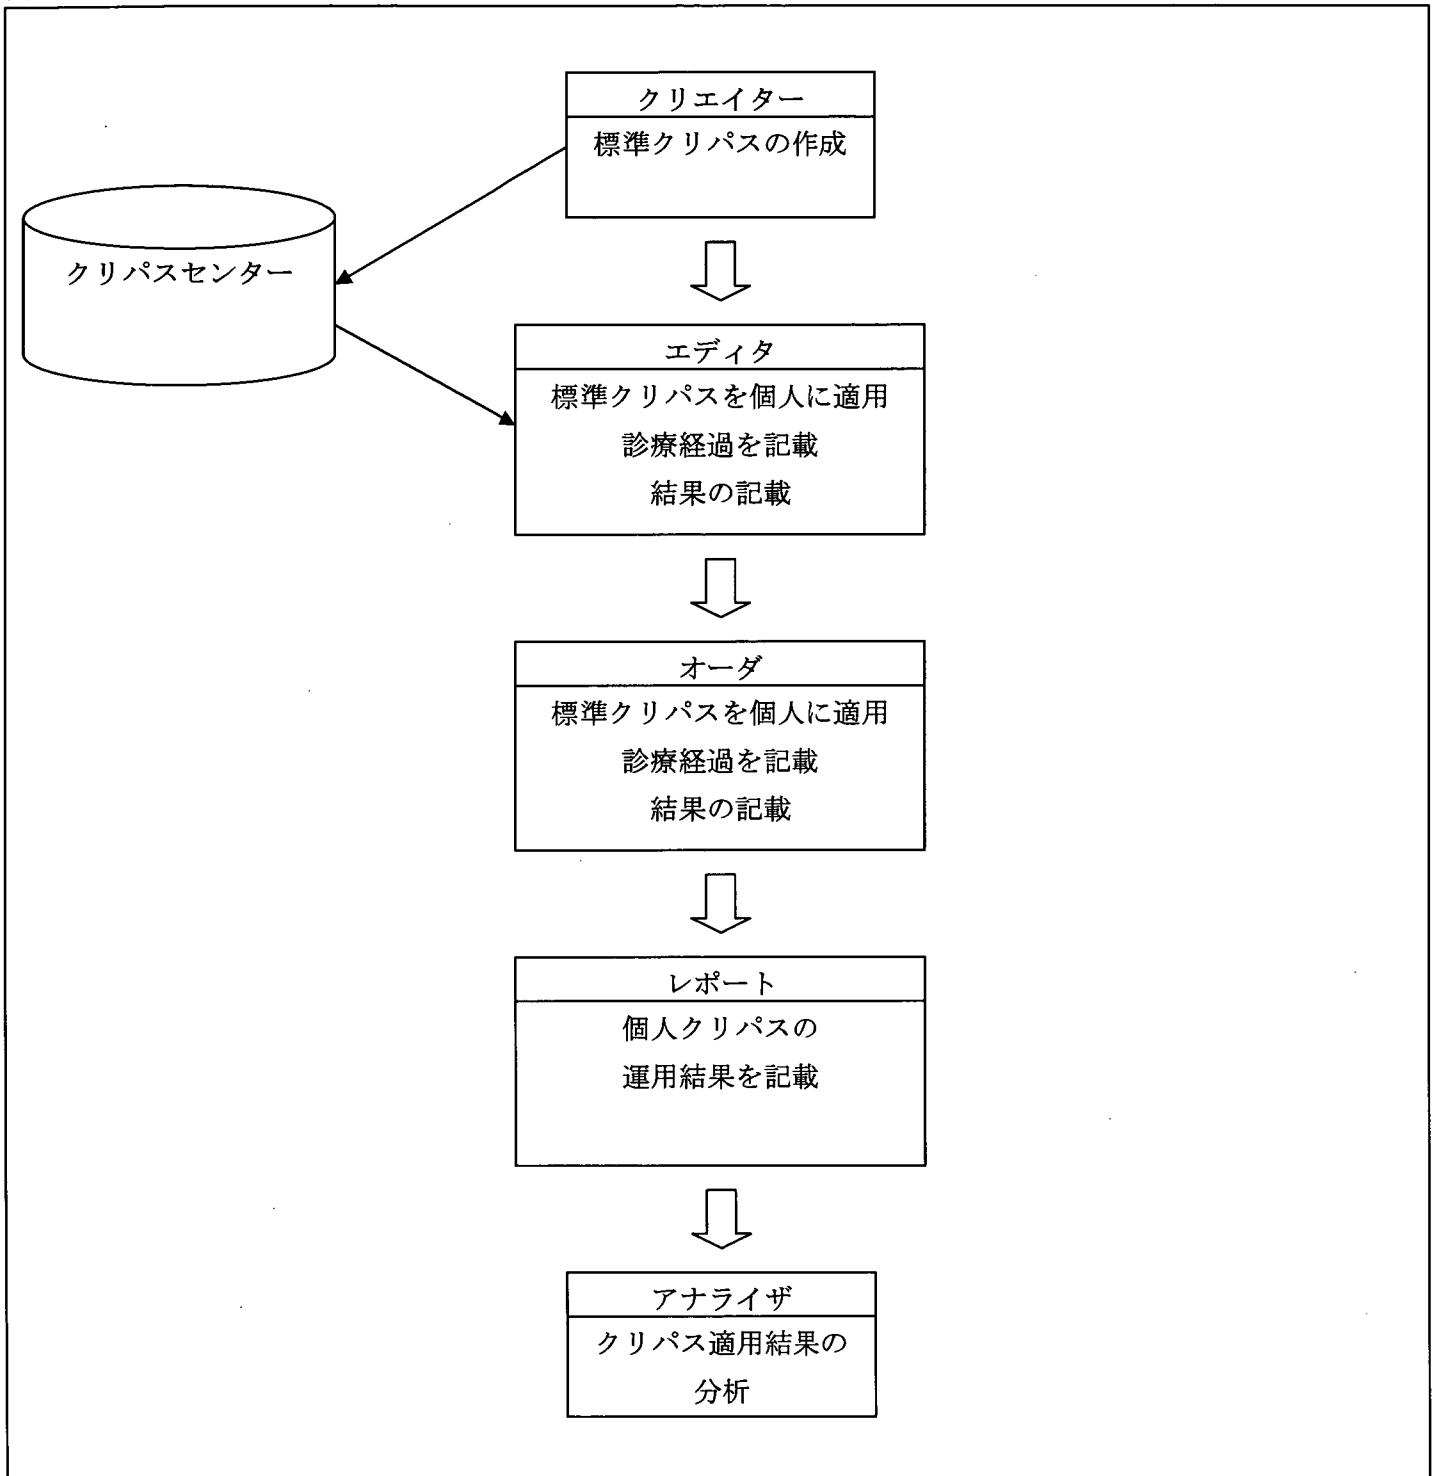 クリエイター
標準クリパスの作成
クリパスセンター
エディタ
標準クリパスを個人に適用
診療経過を記載
結果の記載
オーダ
標準クリパスを個人に適用
診療経過を記載
結果の記載
レポート
個人クリパスの
運用結果を記載
アナライザ
クリパス適用結果の
分析